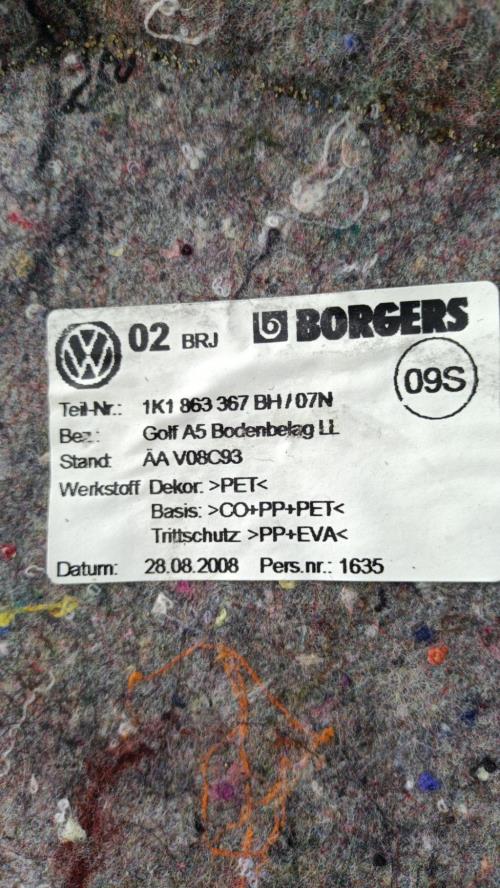 VW 02 BRJ BORGERS
09S
Teil-Nr.: 1K1 863 367 BH / 07N
Bez.: Golf A5 Bodenbelag LL
Stand: ÄA V08C93
Werkstoff Dekor: >PET<
Basis: >CO+PP+PET<
Trittschutz: >PP+EVA<
Datum: 28.08.2008 Pers.nr.: 1635